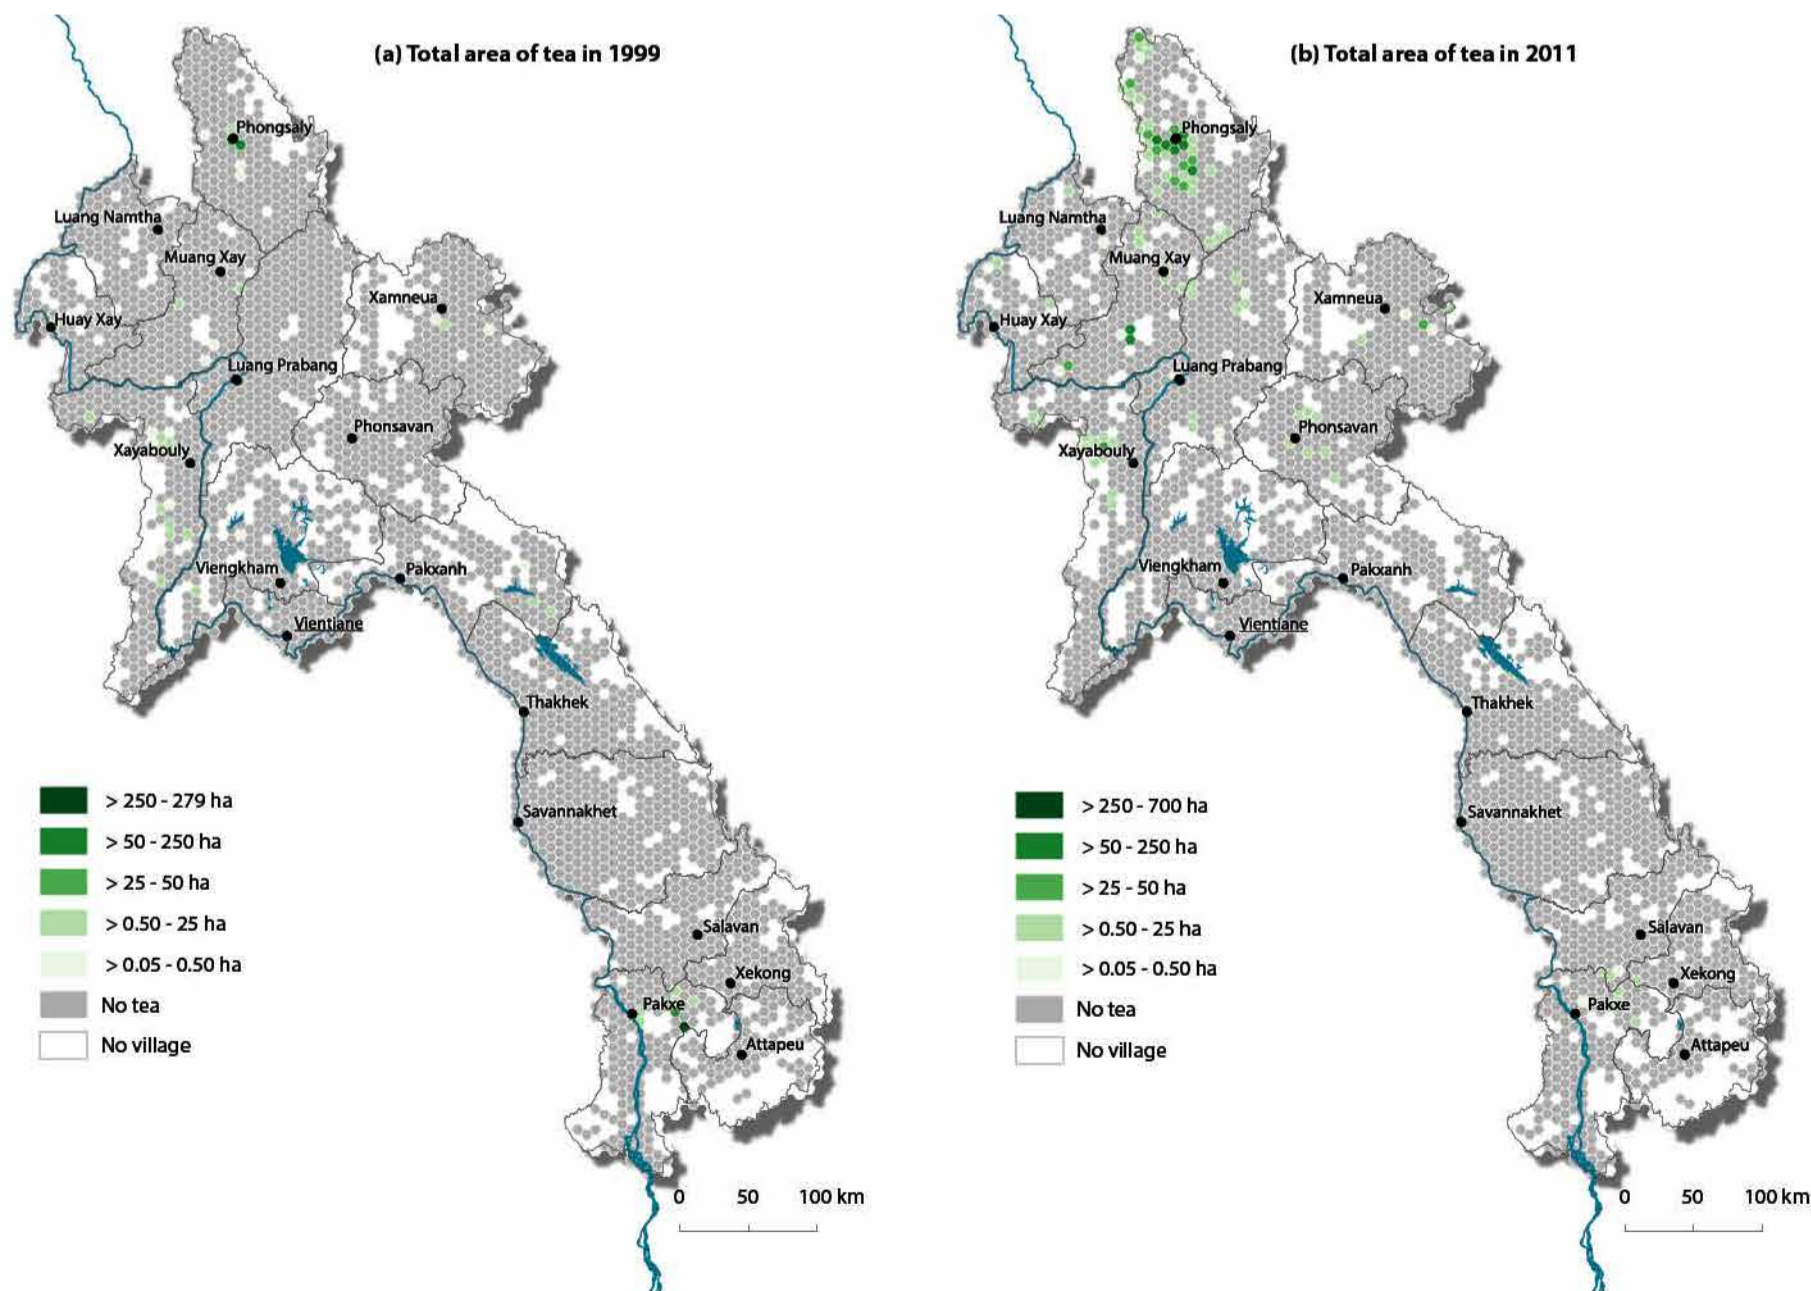 (a) Total area of tea in 1999
Phongsaly
Luang Namtha
Muang Xay
Xamneua
Huay Xay
Luang Prabang
Phonsavan
Xayabouly
Viengkham
Pakxanh
Vientiane
Thakhek
Savannakhet
Salavan
Xekong
Pakxe
Attapeu
> 250 - 279 ha
> 50 - 250 ha
> 25 - 50 ha
> 0.50 - 25 ha
> 0.05 - 0.50 ha
No tea
No village
0 50 100 km
(b) Total area of tea in 2011
Phongsaly
Luang Namtha
Muang Xay
Xamneua
Huay Xay
Luang Prabang
Phonsavan
Xayabouly
Viengkham
Pakxanh
Vientiane
Thakhek
Savannakhet
Salavan
Xekong
Pakxe
Attapeu
> 250 - 700 ha
> 50 - 250 ha
> 25 - 50 ha
> 0.50 - 25 ha
> 0.05 - 0.50 ha
No tea
No village
0 50 100 km